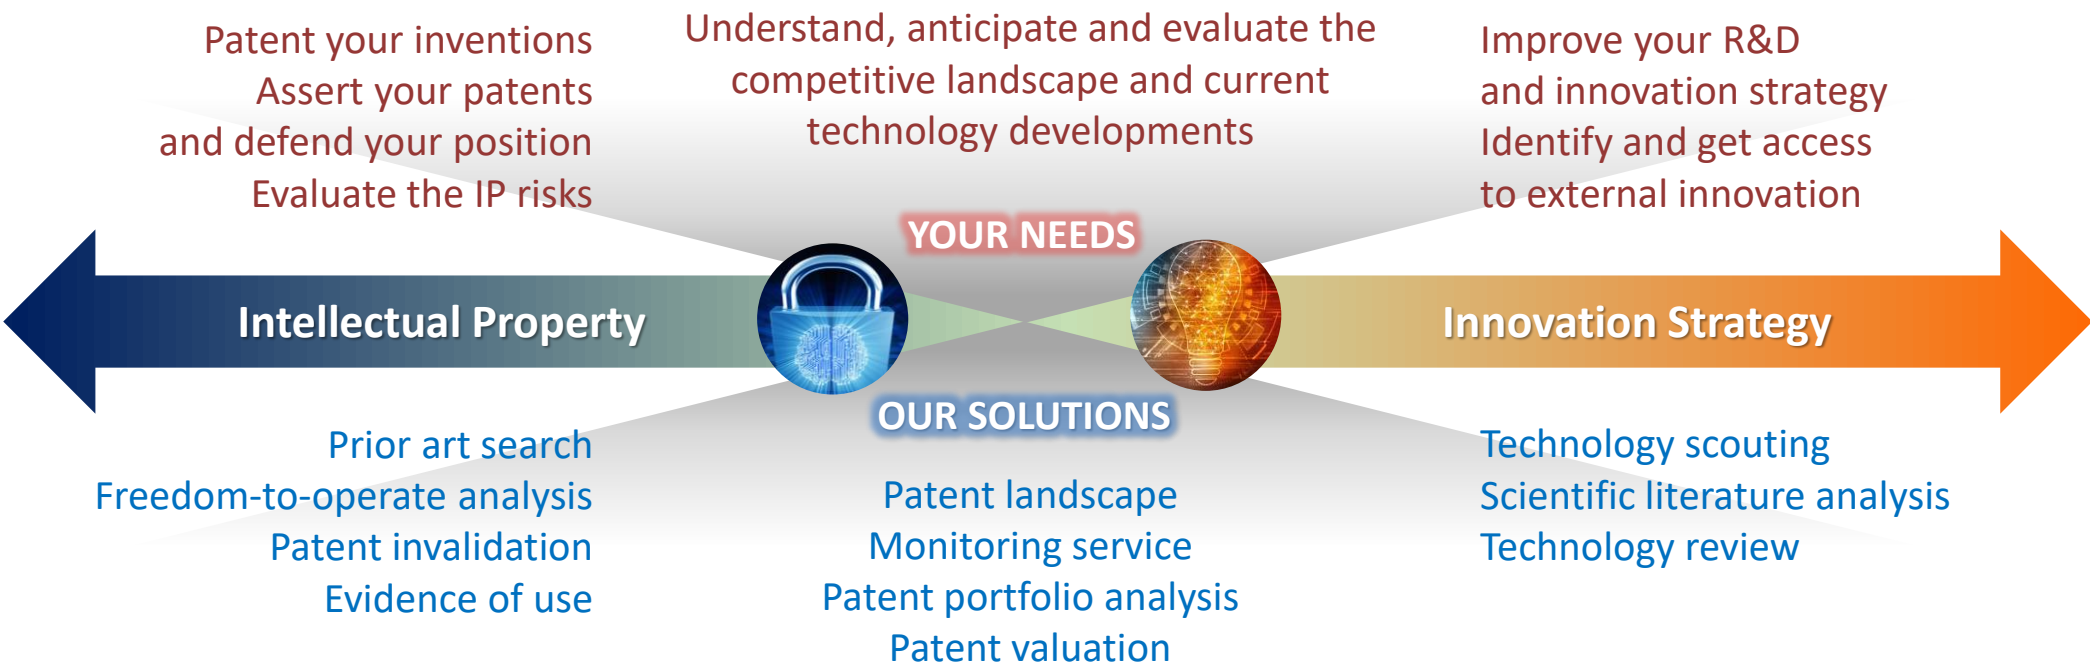 Patent your inventions
Assert your patents
and defend your position
Evaluate the IP risks
Understand, anticipate and evaluate the
competitive landscape and current
technology developments
Improve your R&D
and innovation strategy
Identify and get access
to external innovation
YOUR NEEDS
Intellectual Property
Innovation Strategy
OUR SOLUTIONS
Prior art search
Freedom-to-operate analysis
Patent invalidation
Evidence of use
Patent landscape
Monitoring service
Patent portfolio analysis
Patent valuation
Technology scouting
Scientific literature analysis
Technology review